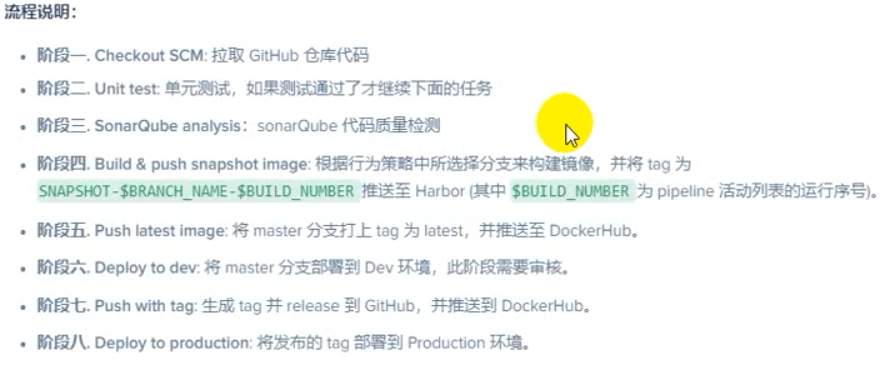 流程说明：
阶段一. Checkout SCM: 拉取 GitHub 仓库代码
阶段二. Unit test: 单元测试，如果测试通过了才继续下面的任务
阶段三. SonarQube analysis：sonarQube 代码质量检测
阶段四. Build & push snapshot image: 根据行为策略中所选择分支来构建镜像，并将 tag 为
SNAPSHOT-$BRANCH_NAME-$BUILD_NUMBER 推送至 Harbor (其中 $BUILD_NUMBER 为 pipeline 活动列表的运行序号)。
阶段五. Push latest image: 将 master 分支打上 tag 为 latest，并推送至 DockerHub。
阶段六. Deploy to dev: 将 master 分支部署到 Dev 环境，此阶段需要审核。
阶段七. Push with tag: 生成 tag 并 release 到 GitHub，并推送到 DockerHub。
阶段八. Deploy to production: 将发布的 tag 部署到 Production 环境。